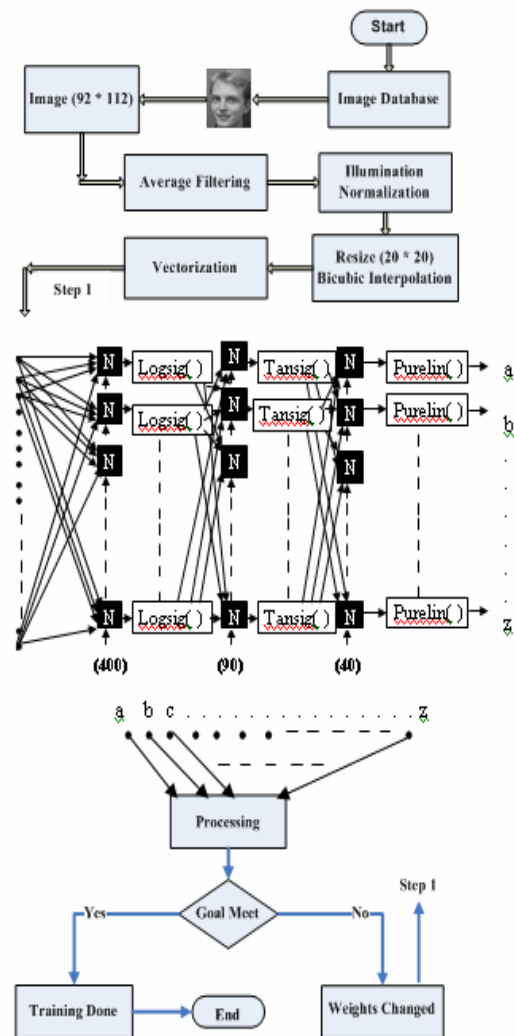 Start
Image (92 * 112)
Image Database
Average Filtering
Illumination
Normalization
Vectorization
Resize (20 * 20)
Bicubic Interpolation
Step 1
N Logsig( ) N Tansig( ) N Purelin( ) a
N Logsig( ) N Tansig( ) N Purelin( ) b
N N N
N Logsig( ) N Tansig( ) N Purelin( ) z
(400) (90) (40)
a b c . . . . . . . . . . . . . . . . z
Processing
Goal Meet
Yes
No
Step 1
Training Done
End
Weights Changed